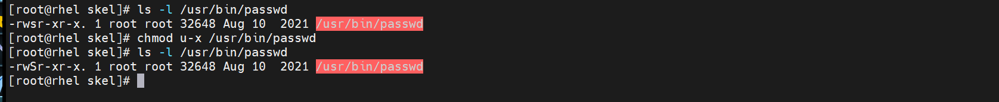 [root@rhel skel]# ls -l /usr/bin/passwd
-rwsr-xr-x. 1 root root 32648 Aug 10  2021 /usr/bin/passwd
[root@rhel skel]# chmod u-x /usr/bin/passwd
[root@rhel skel]# ls -l /usr/bin/passwd
-rwSr-xr-x. 1 root root 32648 Aug 10  2021 /usr/bin/passwd
[root@rhel skel]#